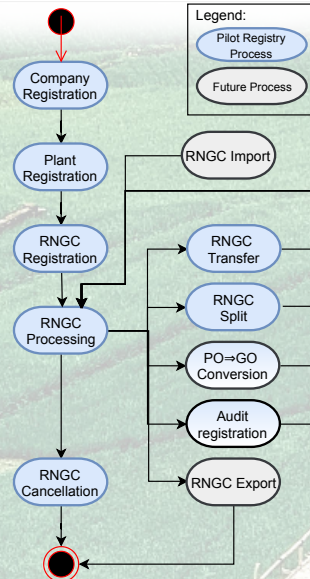 Legend:
Pilot Registry
Process
Future Process
Company
Registration
Plant
Registration
RNGC Import
RNGC
Registration
RNGC
Transfer
RNGC
Processing
RNGC
Split
PO⇒GO
Conversion
Audit
registration
RNGC
Cancellation
RNGC Export